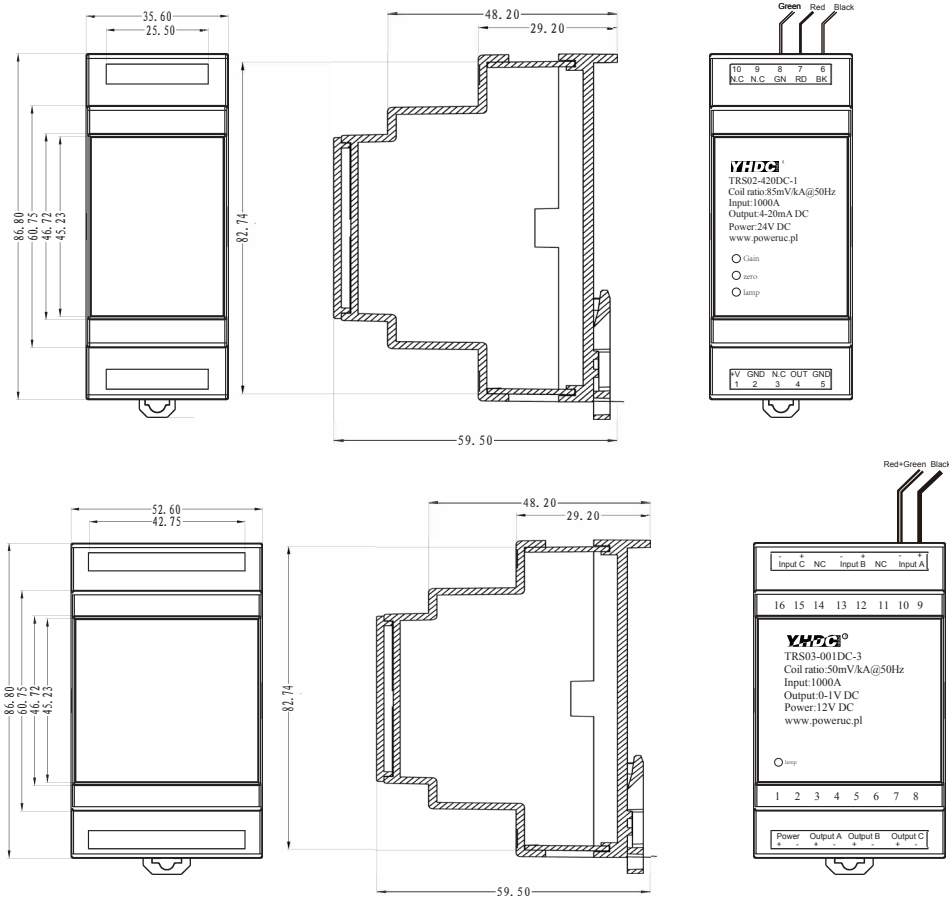 35.60
25.50
86.80
60.75
46.72
45.23
48.20
29.20
82.74
59.50
Green Red Black
10 9 8 7 6
N.C N.C GN RD BK
YHDC
TRS02-420DC-1
Coil ratio:85mV/kA@50Hz
Input:1000A
Output:4-20mA DC
Power:24V DC
www.poweruc.pl
Gain
zero
lamp
+V GND N.C OUT GND
1 2 3 4 5
52.60
42.75
86.80
60.75
46.72
45.23
48.20
29.20
82.74
59.50
Red+Green Black
- + - + - +
Input C NC Input B NC Input A
16 15 14 13 12 11 10 9
YHDC®
TRS03-001DC-3
Coil ratio:50mV/kA@50Hz
Input:1000A
Output:0-1V DC
Power:12V DC
www.poweruc.pl
lamp
1 2 3 4 5 6 7 8
Power Output A Output B Output C
+ - + - + - + -